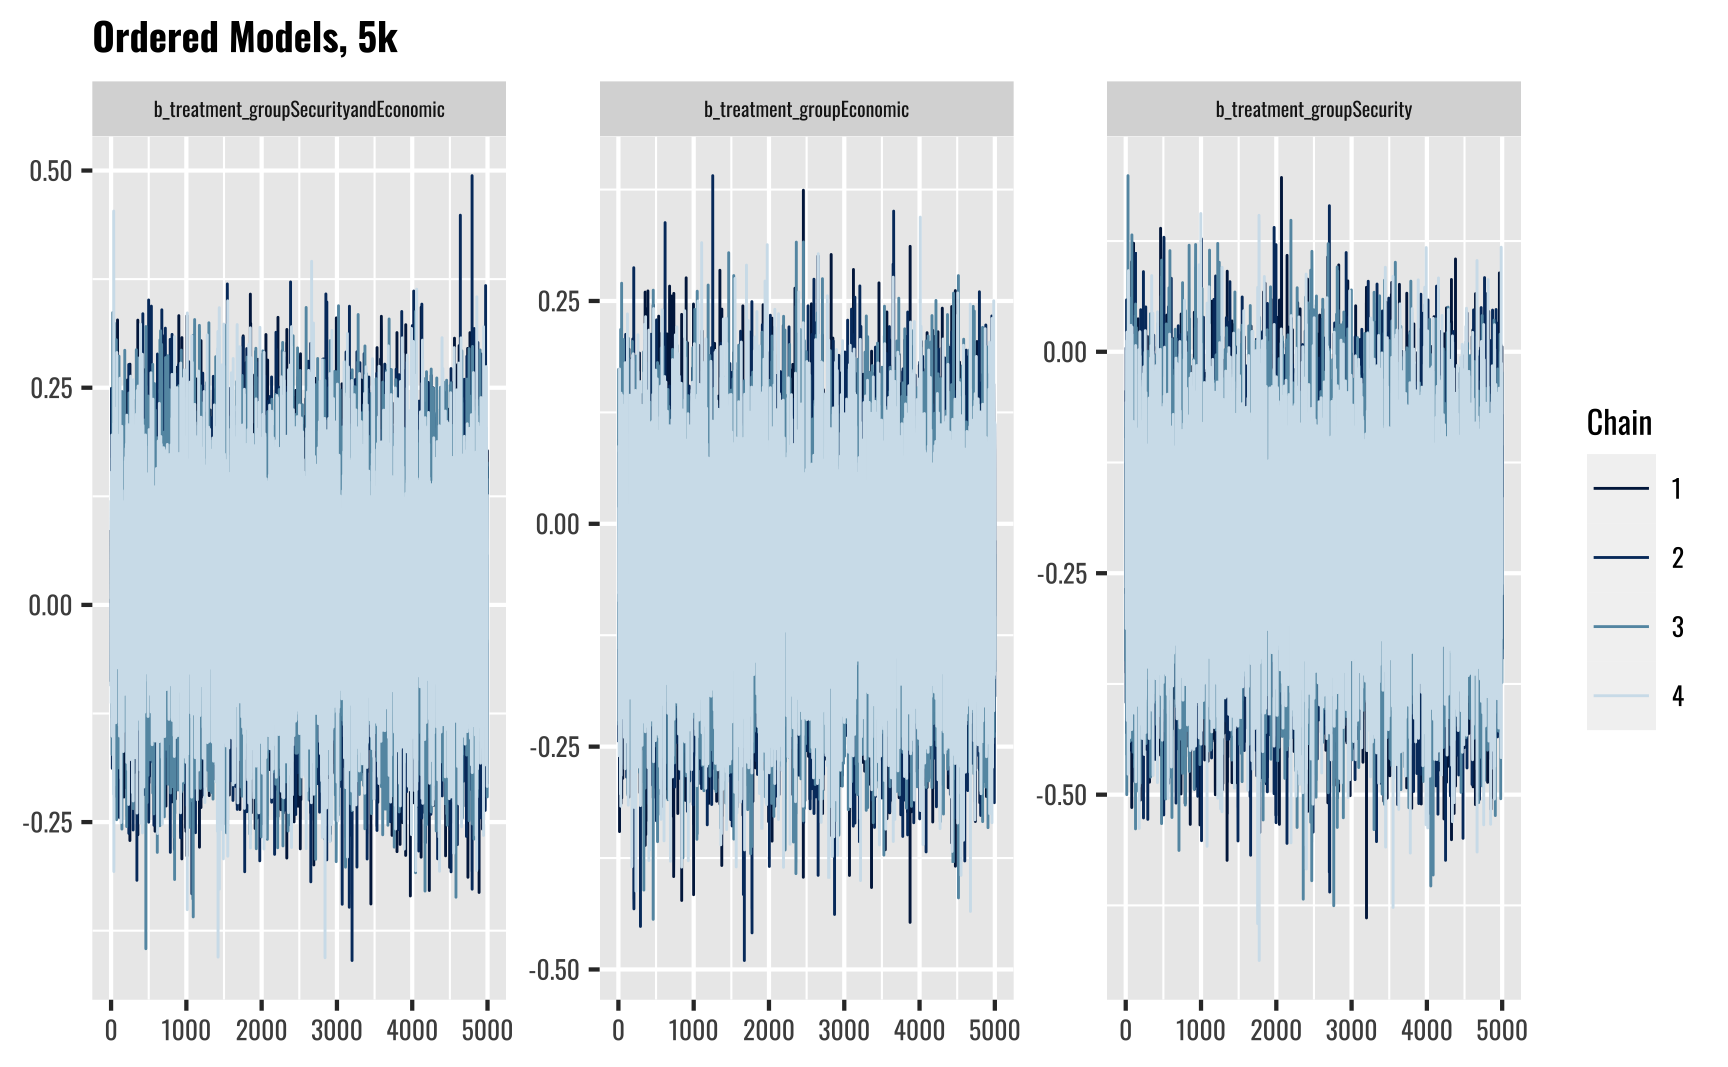 Ordered Models, 5k
b_treatment_groupSecurityandEconomic
b_treatment_groupEconomic
b_treatment_groupSecurity
0.50
0.25
0.00
-0.25
0.25
0.00
-0.25
-0.50
0.00
-0.25
-0.50
0 1000 2000 3000 4000 5000
0 1000 2000 3000 4000 5000
0 1000 2000 3000 4000 5000
Chain
1
2
3
4